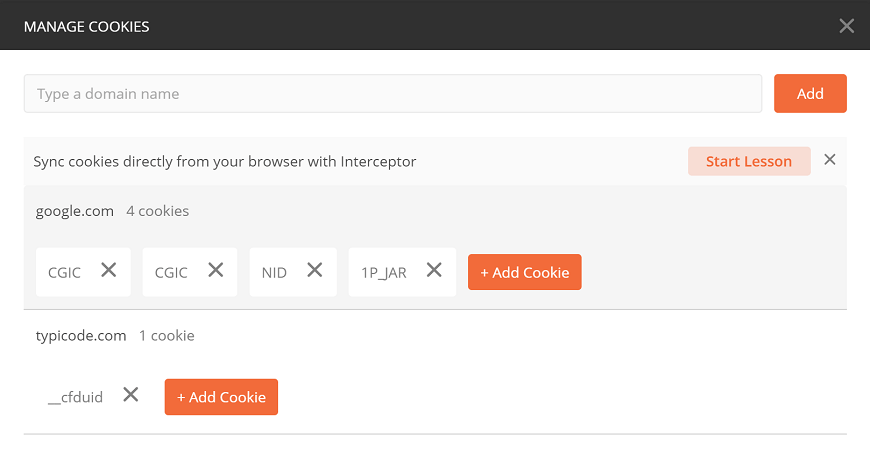 MANAGE COOKIES
Type a domain name
Add
Sync cookies directly from your browser with Interceptor
Start Lesson
google.com 4 cookies
CGIC CGIC NID 1P_JAR + Add Cookie
typicode.com 1 cookie
__cfduid + Add Cookie